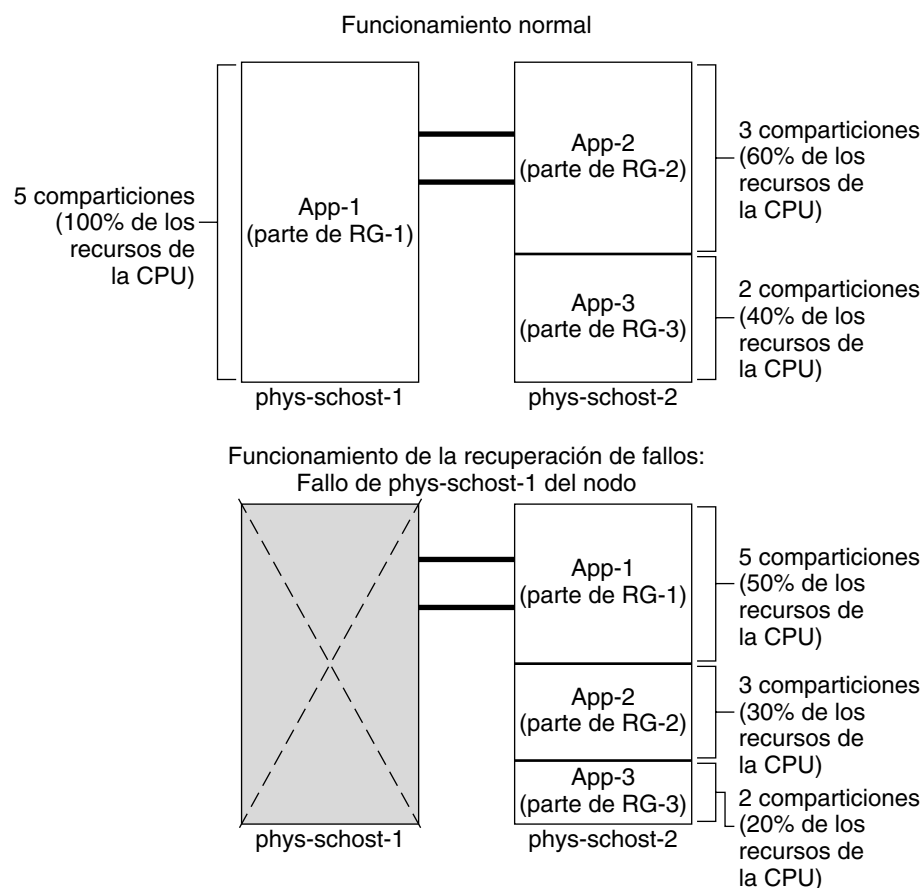 Funcionamiento normal
5 comparticiones
(100% de los
recursos de
la CPU)
App-1
(parte de RG-1)
phys-schost-1
App-2
(parte de RG-2)
App-3
(parte de RG-3)
phys-schost-2
3 comparticiones
(60% de los
recursos de
la CPU)
2 comparticiones
(40% de los
recursos de
la CPU)
Funcionamiento de la recuperación de fallos:
Fallo de phys-schost-1 del nodo
phys-schost-1
App-1
(parte de RG-1)
App-2
(parte de RG-2)
App-3
(parte de RG-3)
phys-schost-2
5 comparticiones
(50% de los
recursos de
la CPU)
3 comparticiones
(30% de los
recursos de
la CPU)
2 comparticiones
(20% de los
recursos de
la CPU)